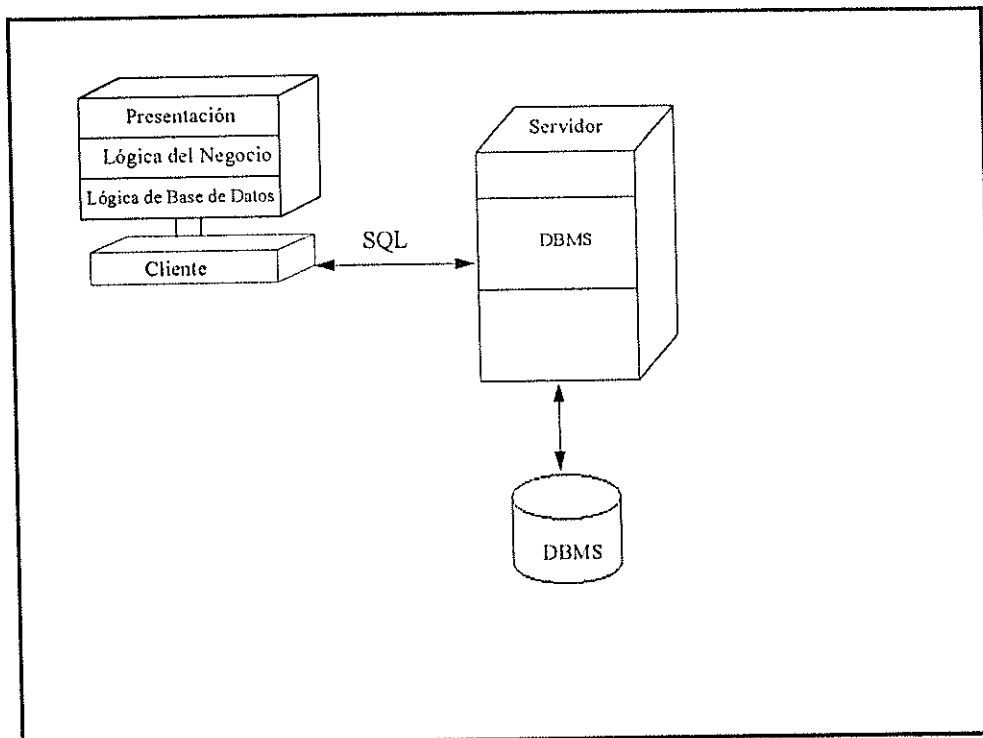 Presentación
Lógica del Negocio
Lógica de Base de Datos
Cliente
SQL
Servidor
DBMS
DBMS